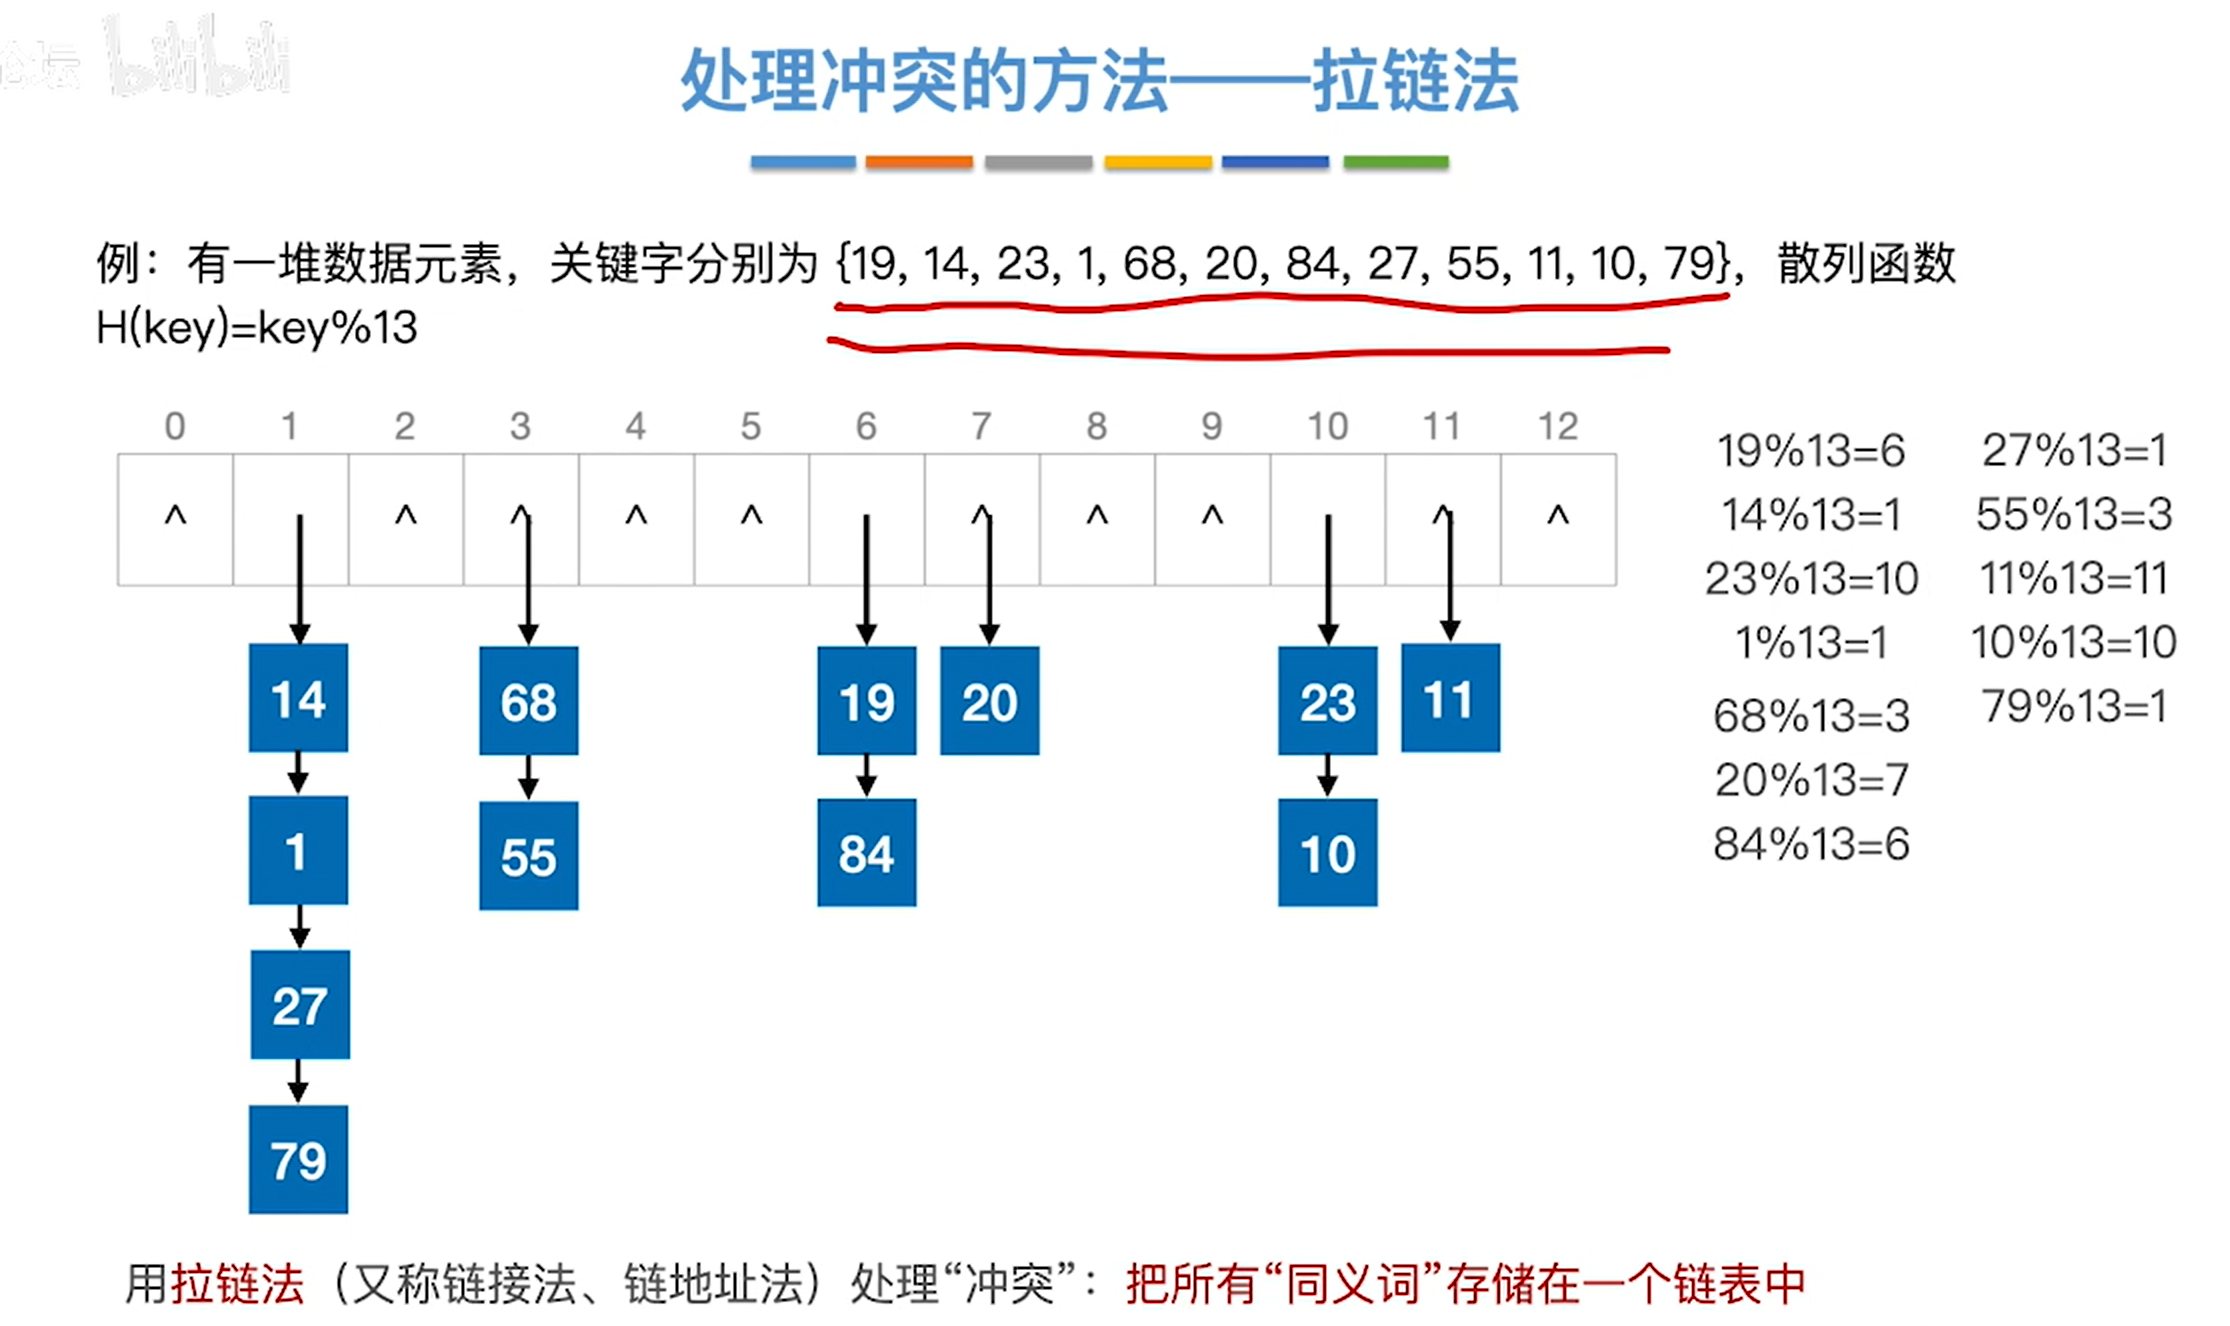 论坛 bilibili
处理冲突的方法——拉链法
例：有一堆数据元素，关键字分别为 {19, 14, 23, 1, 68, 20, 84, 27, 55, 11, 10, 79}，散列函数
H(key)=key%13
0 1 2 3 4 5 6 7 8 9 10 11 12
^ ^ ^ ^ ^ ^ ^ ^ ^ ^
14 68 19 20 23 11
1 55 84 10
27
79
19%13=6
14%13=1
23%13=10
1%13=1
68%13=3
20%13=7
84%13=6
27%13=1
55%13=3
11%13=11
10%13=10
79%13=1
用拉链法（又称链接法、链地址法）处理“冲突”：把所有“同义词”存储在一个链表中